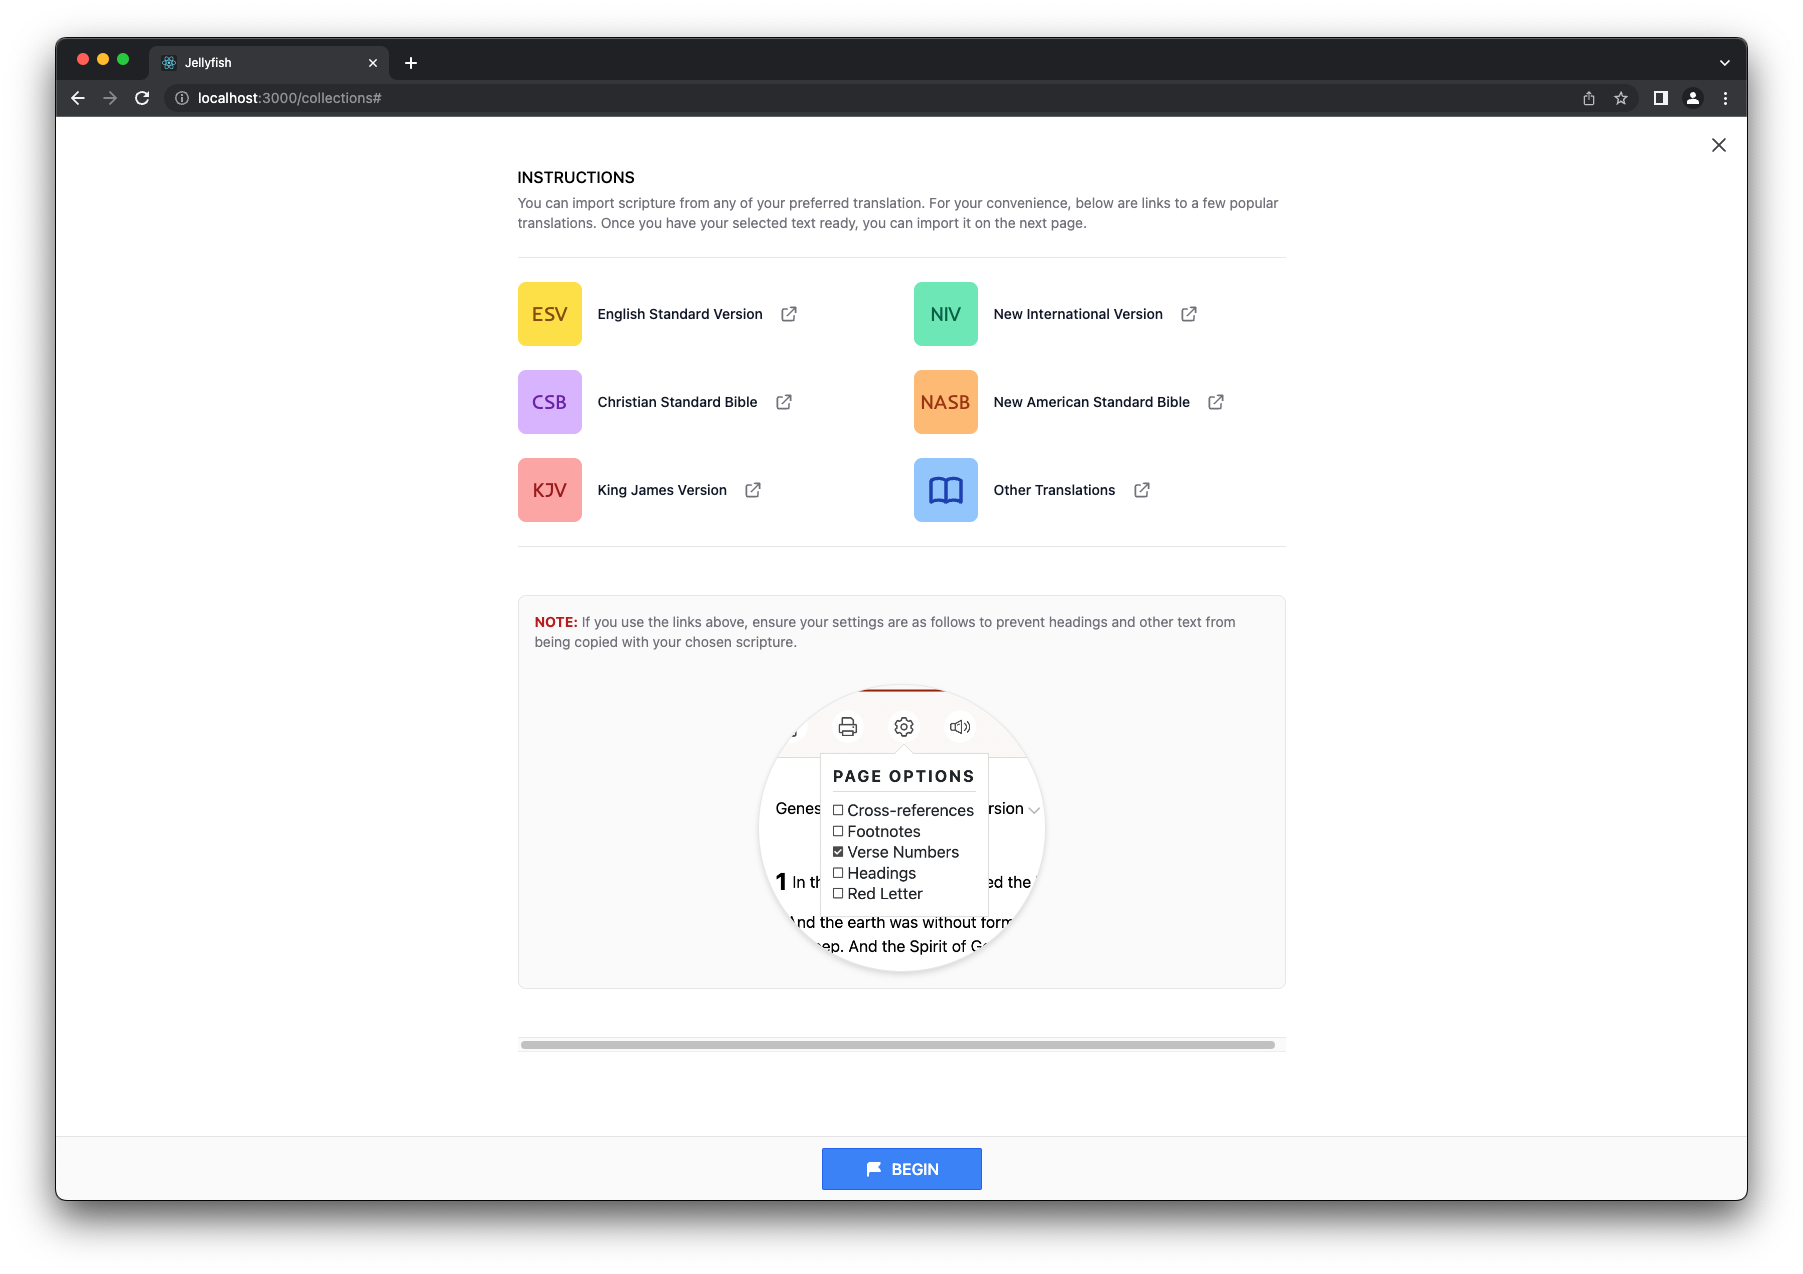 Jellyfish
localhost:3000/collections#
INSTRUCTIONS
You can import scripture from any of your preferred translation. For your convenience, below are links to a few popular
translations. Once you have your selected text ready, you can import it on the next page.
ESV English Standard Version
NIV New International Version
CSB Christian Standard Bible
NASB New American Standard Bible
KJV King James Version
Other Translations
NOTE: If you use the links above, ensure your settings are as follows to prevent headings and other text from
being copied with your chosen scripture.
PAGE OPTIONS
Genes rsion
Cross-references
Footnotes
Verse Numbers
Headings
1 In th ed the
Red Letter
And the earth was without form
ep. And the Spirit of G
BEGIN